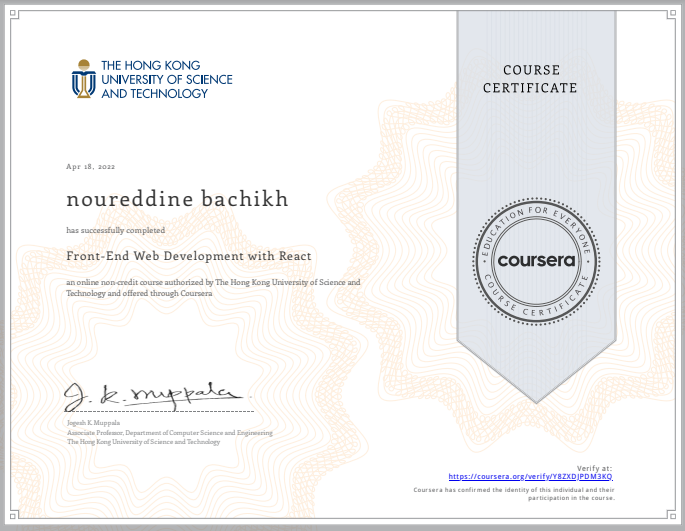 THE HONG KONG
UNIVERSITY OF SCIENCE
AND TECHNOLOGY
COURSE
CERTIFICATE
Apr 18, 2022
noureddine bachikh
has successfully completed
Front-End Web Development with React
an online non-credit course authorized by The Hong Kong University of Science and
Technology and offered through Coursera
EDUCATION FOR EVERYONE
coursera
COURSE CERTIFICATE
J. K. Muppala
Jogesh K. Muppala
Associate Professor, Department of Computer Science and Engineering
The Hong Kong University of Science and Technology
Verify at:
https://coursera.org/verify/Y8ZXDJPDM3KQ
Coursera has confirmed the identity of this individual and their
participation in the course.